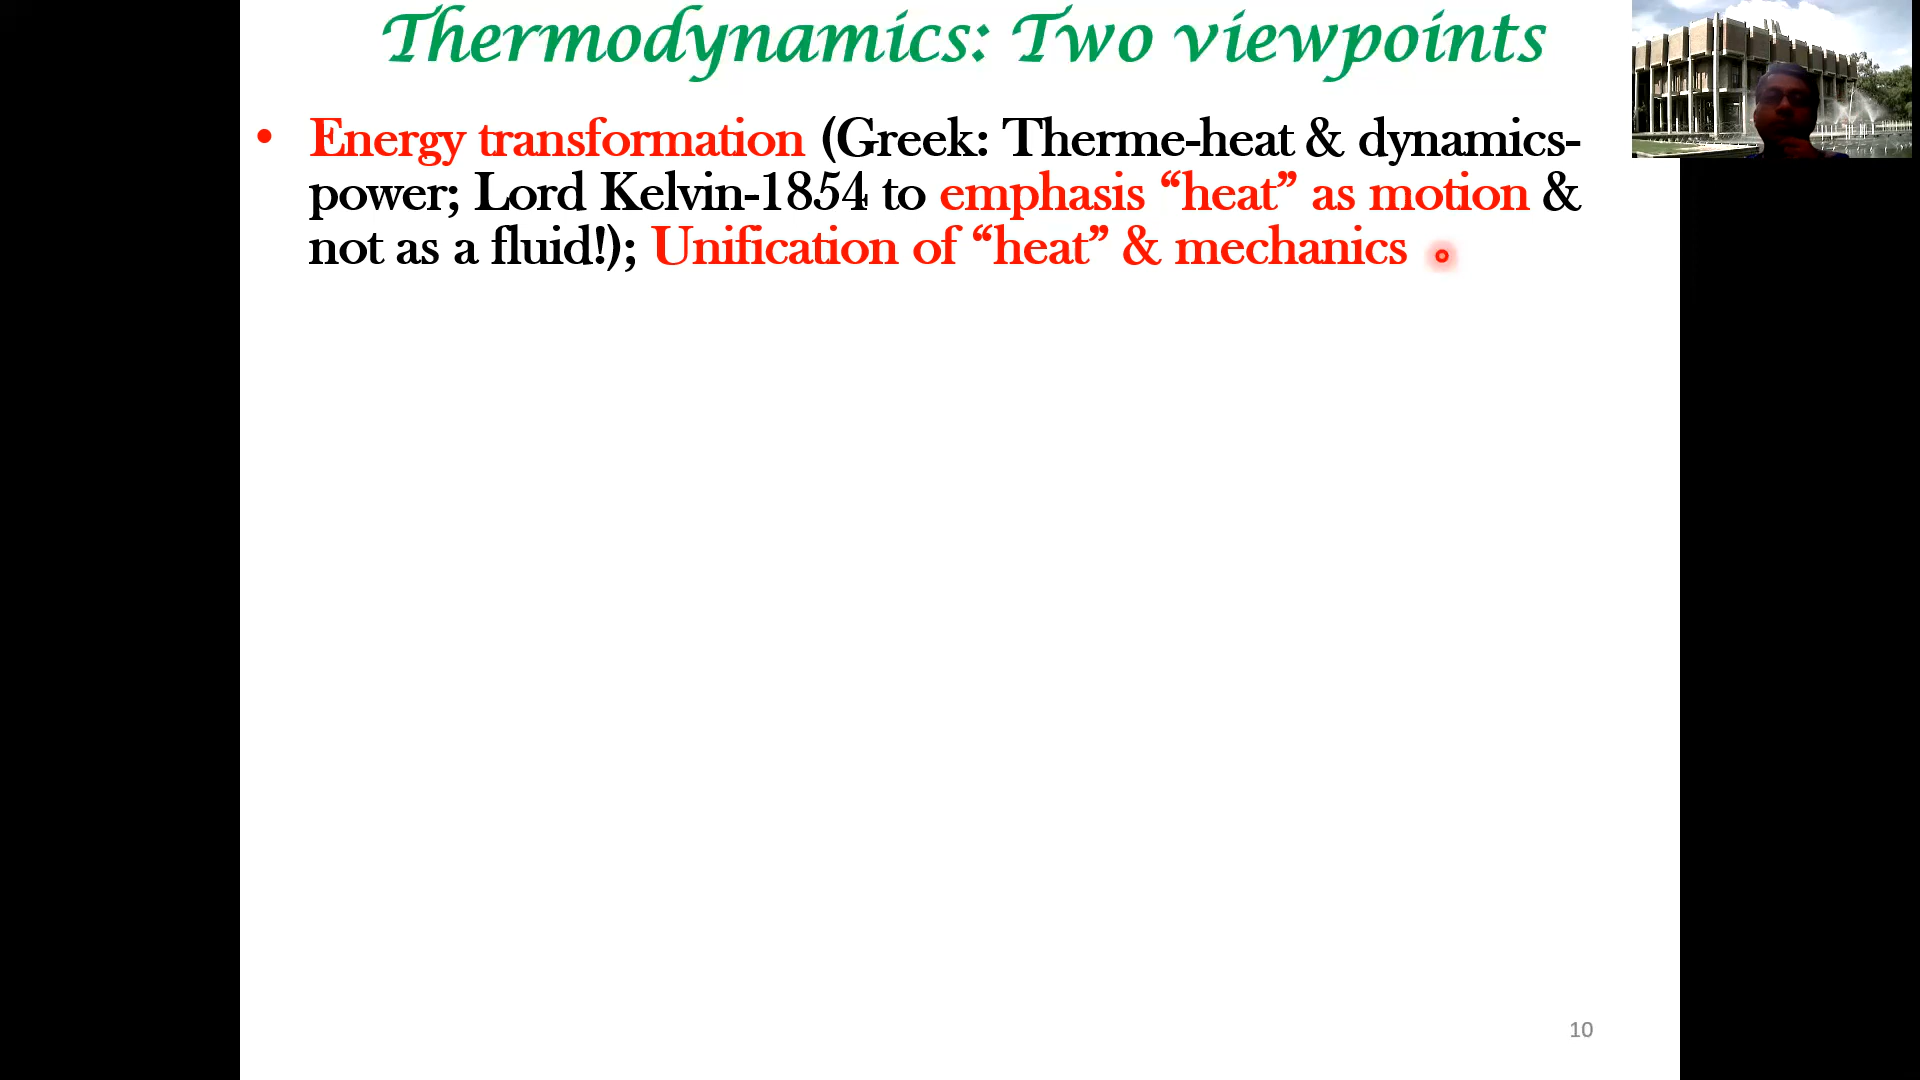 Thermodynamics: Two viewpoints
• Energy transformation (Greek: Therme-heat & dynamics-
power; Lord Kelvin-1854 to emphasis “heat” as motion &
not as a fluid!); Unification of “heat” & mechanics
10